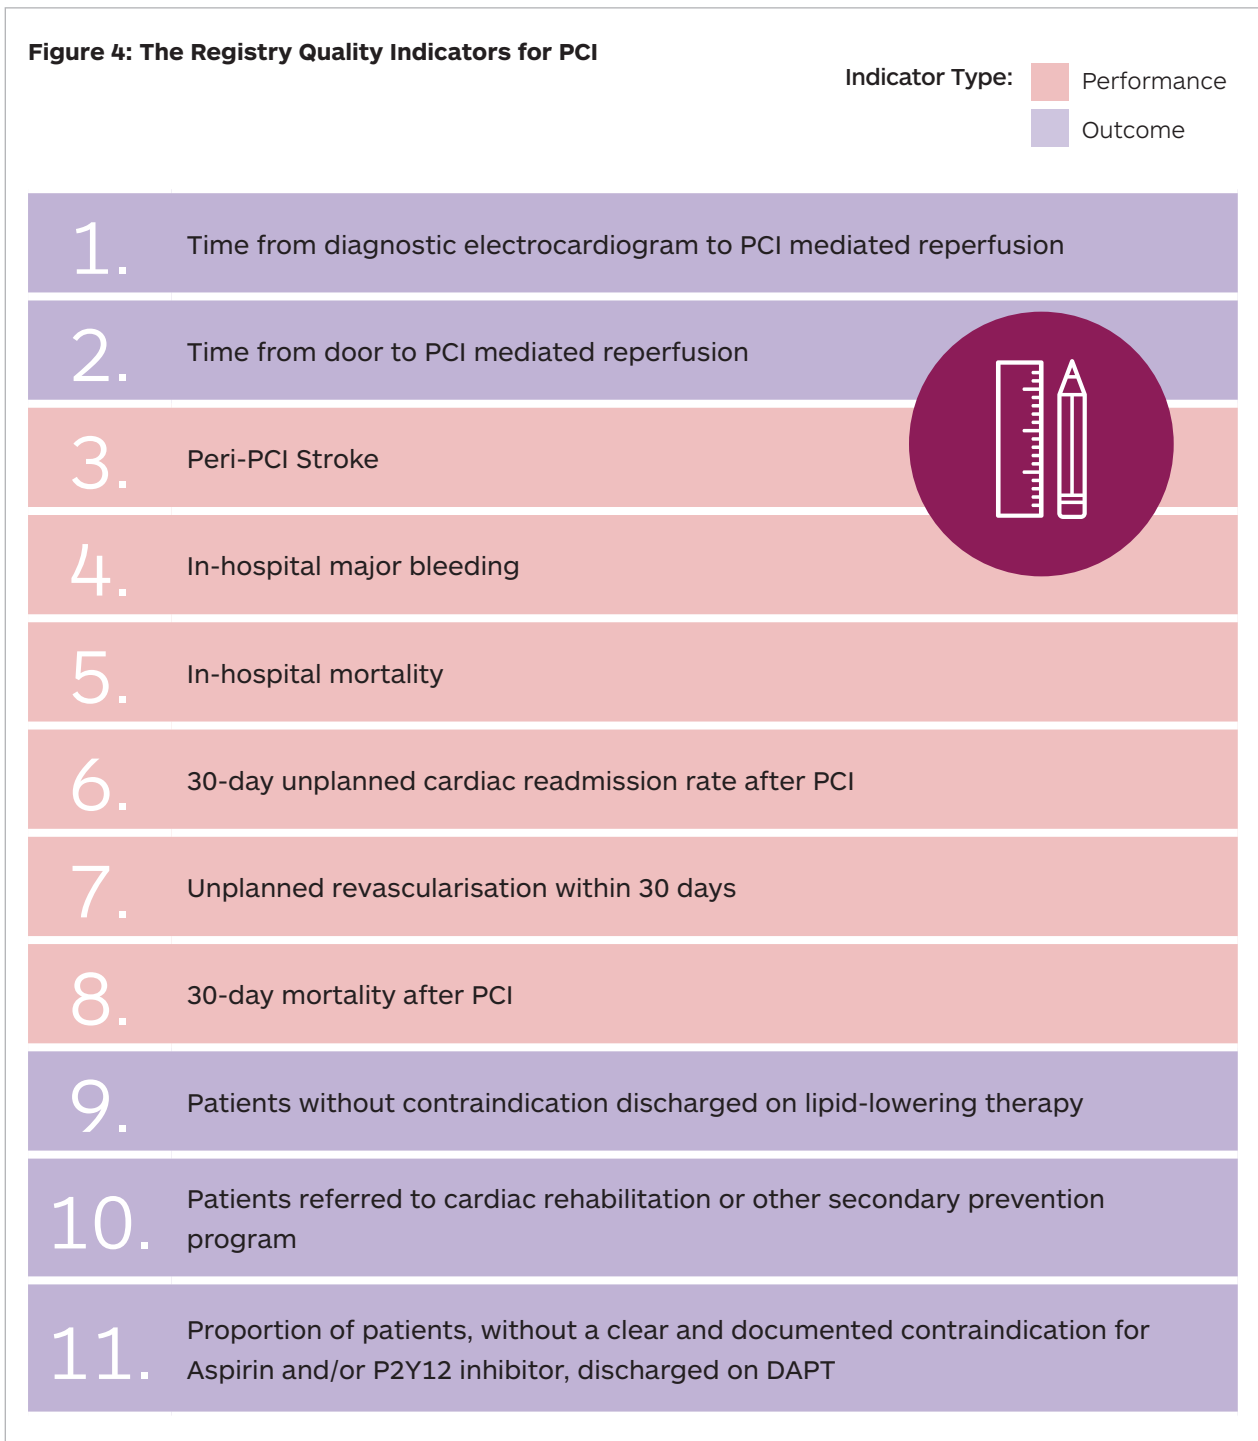 Figure 4: The Registry Quality Indicators for PCI
Indicator Type:
Performance
Outcome
1. Time from diagnostic electrocardiogram to PCI mediated reperfusion
2. Time from door to PCI mediated reperfusion
3. Peri-PCI Stroke
4. In-hospital major bleeding
5. In-hospital mortality
6. 30-day unplanned cardiac readmission rate after PCI
7. Unplanned revascularisation within 30 days
8. 30-day mortality after PCI
9. Patients without contraindication discharged on lipid-lowering therapy
10. Patients referred to cardiac rehabilitation or other secondary prevention
program
11. Proportion of patients, without a clear and documented contraindication for
Aspirin and/or P2Y12 inhibitor, discharged on DAPT